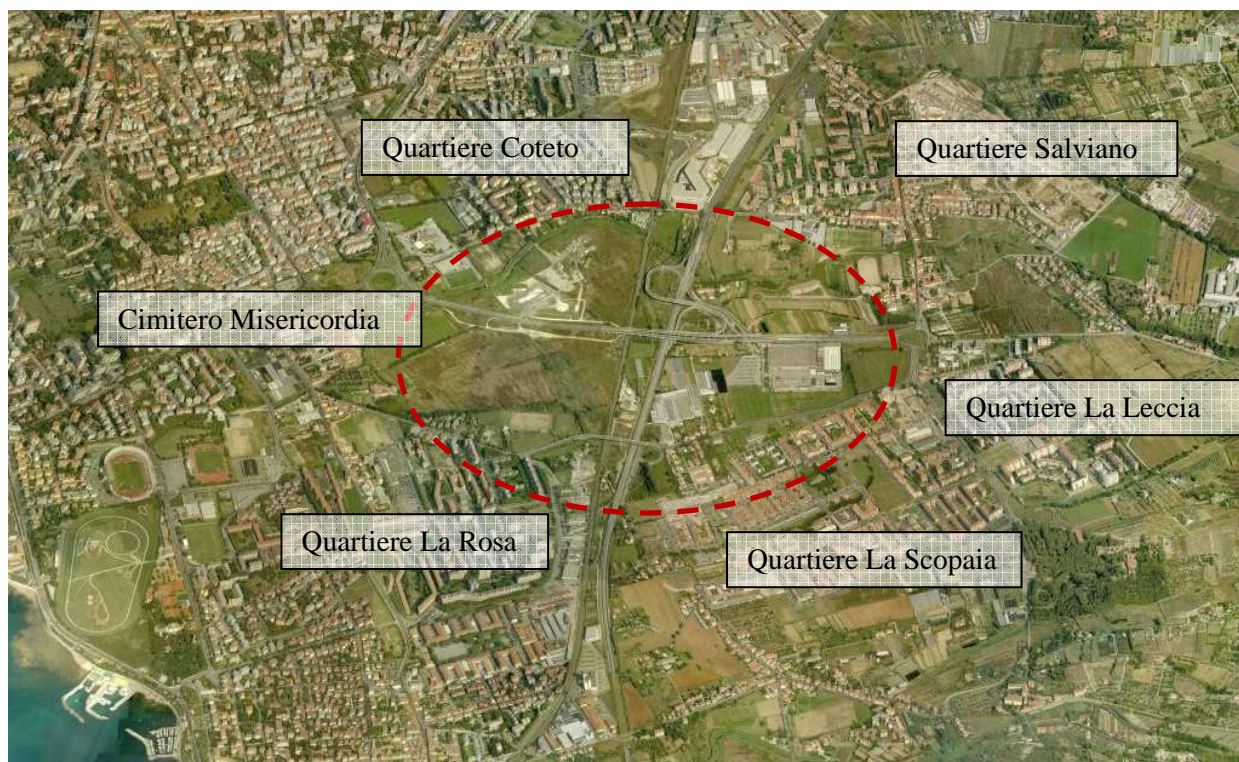 Quartiere Coteto
Quartiere Salviano
Cimitero Misericordia
Quartiere La Leccia
Quartiere La Rosa
Quartiere La Scopaia